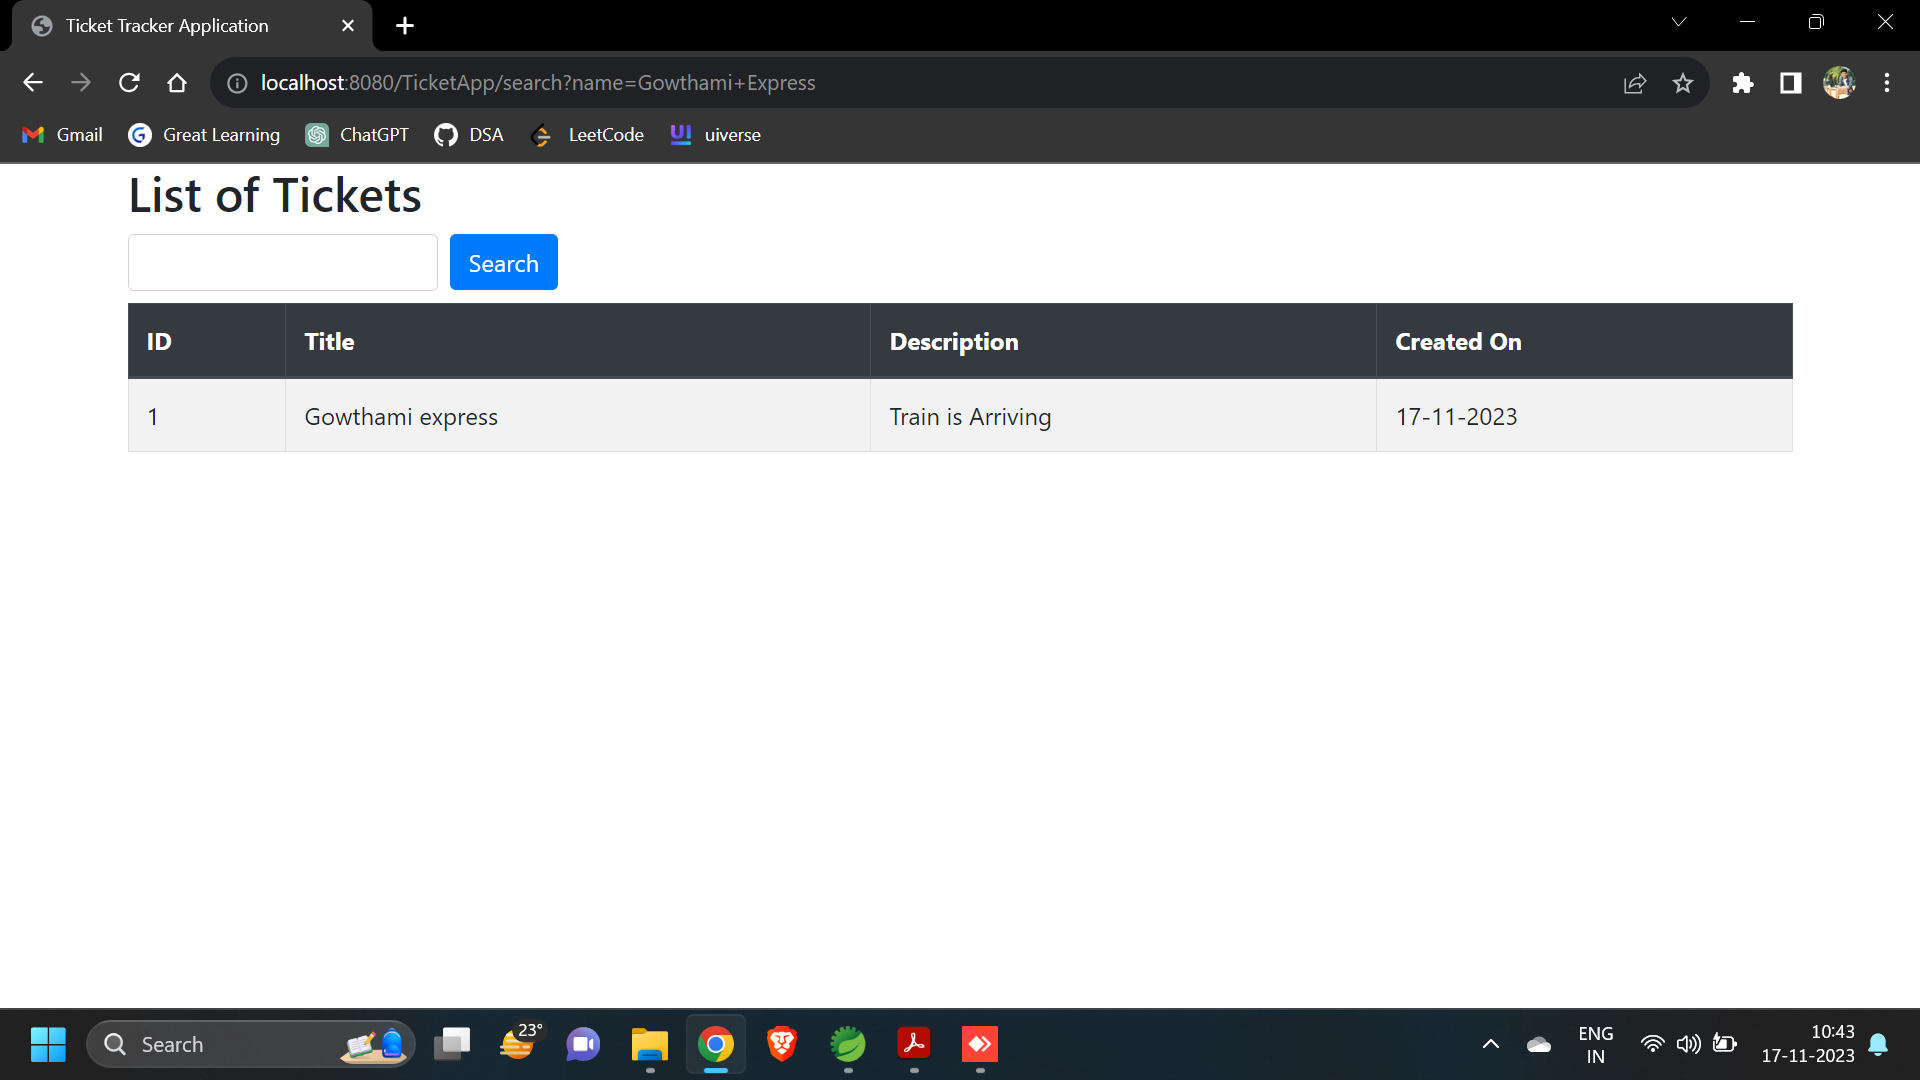 Ticket Tracker Application
localhost:8080/TicketApp/search?name=Gowthami+Express
Gmail Great Learning ChatGPT DSA LeetCode uiverse
List of Tickets
Search
ID Title Description Created On
1 Gowthami express Train is Arriving 17-11-2023
Search 23° ENG 10:43
IN 17-11-2023